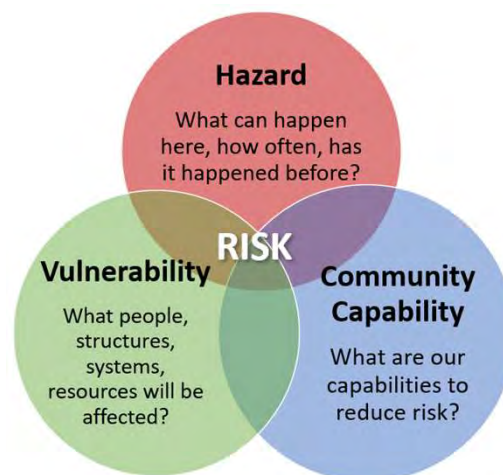 Hazard
What can happen
here, how often, has
it happened before?
RISK
Vulnerability
What people,
structures,
systems,
resources will be
affected?
Community
Capability
What are our
capabilities to
reduce risk?